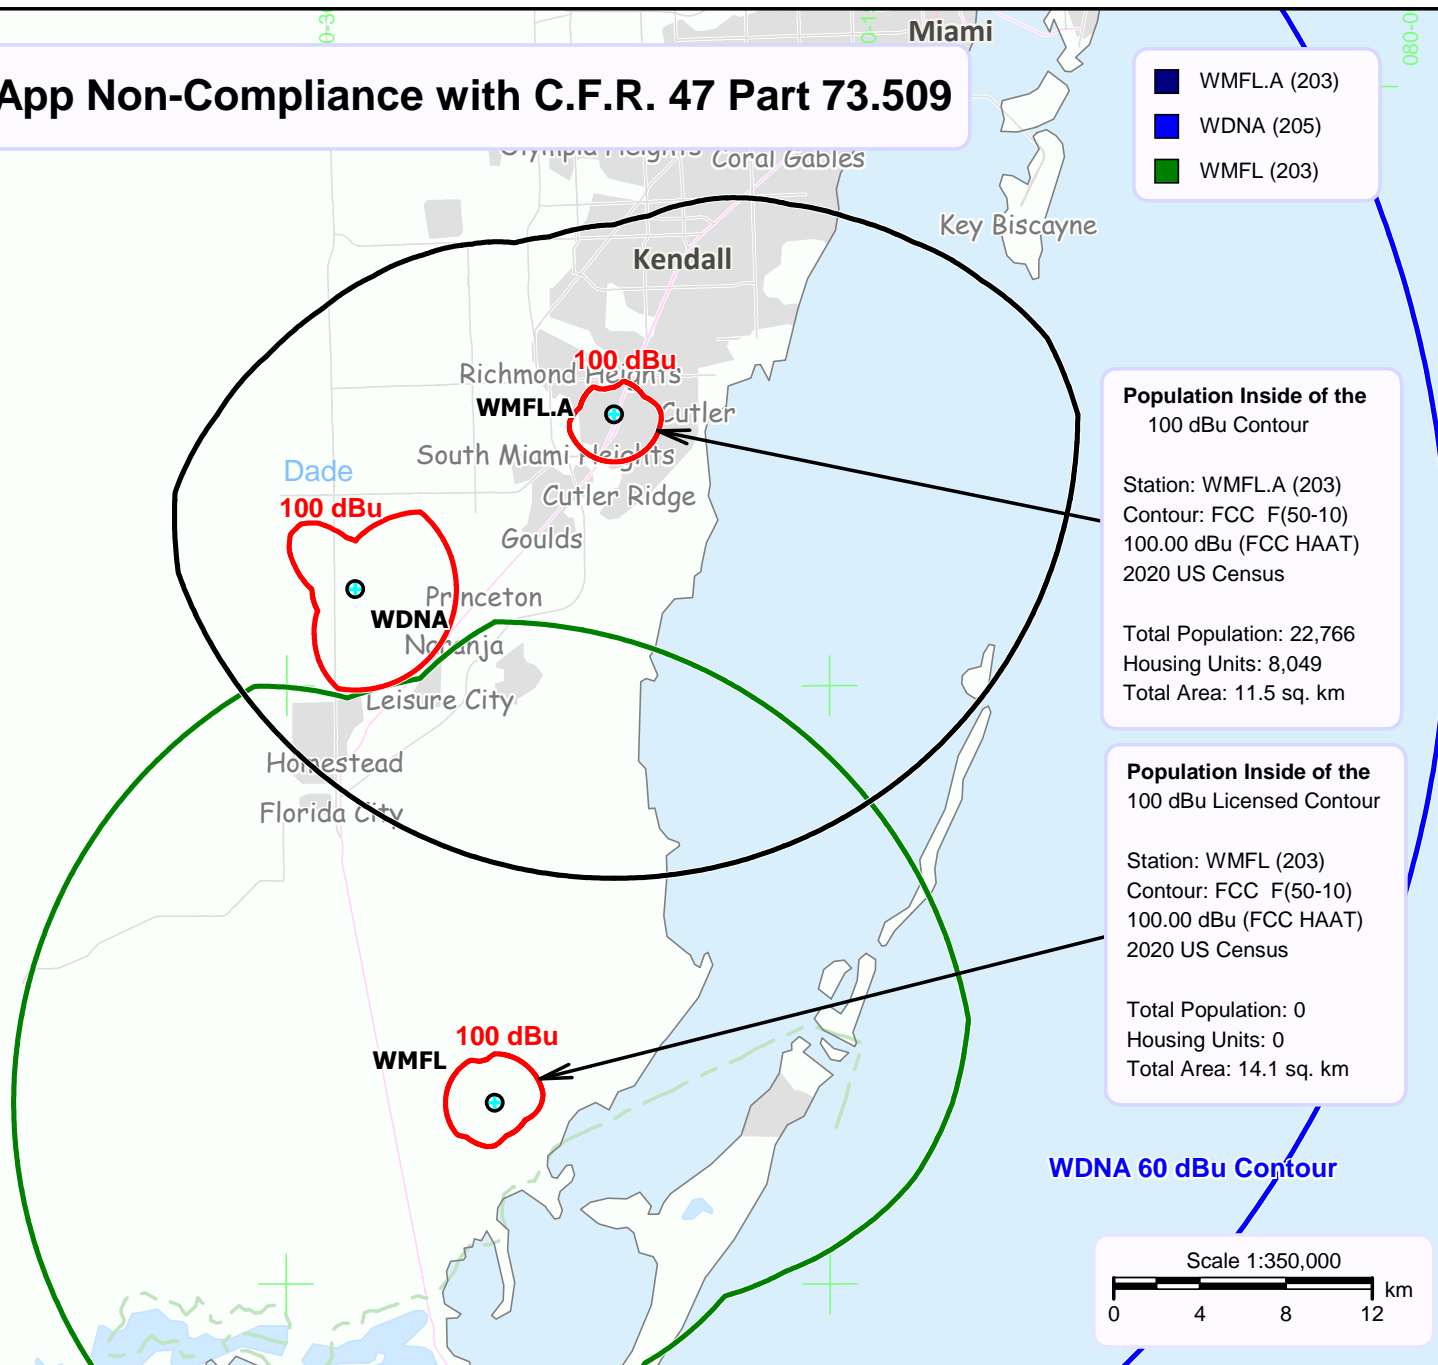 Miami
App Non-Compliance with C.F.R. 47 Part 73.509
WMFL.A (203)
WDNA (205)
WMFL (203)
080-0
Coral Gables
Key Biscayne
Kendall
100 dBu
Richmond Heights
WMFL.A
Cutler
South Miami Heights
Dade
Cutler Ridge
100 dBu
Goulds
Princeton
WDNA
Naranja
Leisure City
Homestead
Florida City
Population Inside of the
100 dBu Contour
Station: WMFL.A (203)
Contour: FCC F(50-10)
100.00 dBu (FCC HAAT)
2020 US Census
Total Population: 22,766
Housing Units: 8,049
Total Area: 11.5 sq. km
Population Inside of the
100 dBu Licensed Contour
Station: WMFL (203)
Contour: FCC F(50-10)
100.00 dBu (FCC HAAT)
2020 US Census
Total Population: 0
Housing Units: 0
Total Area: 14.1 sq. km
100 dBu
WMFL
WDNA 60 dBu Contour
Scale 1:350,000
km
0 4 8 12